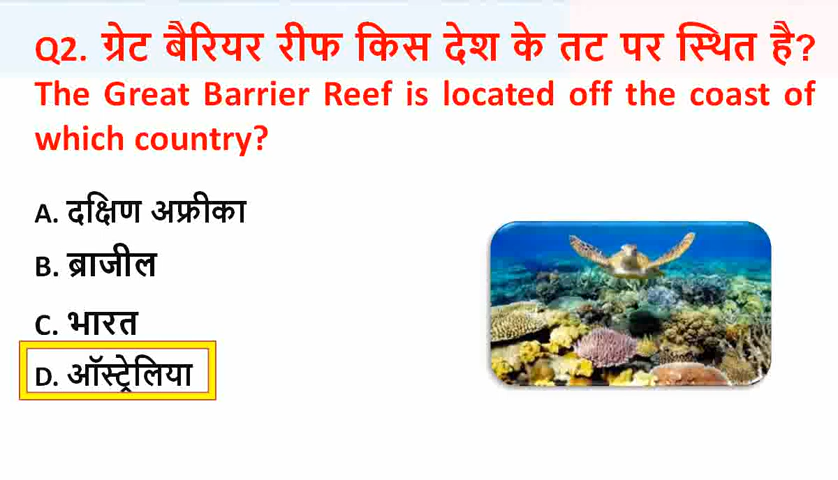 Q2. ग्रेट बैरियर रीफ किस देश के तट पर स्थित है?
The Great Barrier Reef is located off the coast of
which country?
A. दक्षिण अफ्रीका
B. ब्राजील
C. भारत
D. ऑस्ट्रेलिया